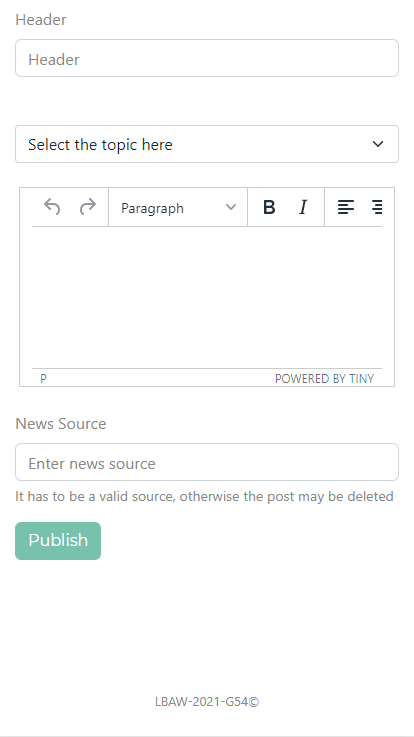 Header
Header
Select the topic here
Paragraph B I
P POWERED BY TINY
News Source
Enter news source
It has to be a valid source, otherwise the post may be deleted
Publish
LBAW-2021-G54©